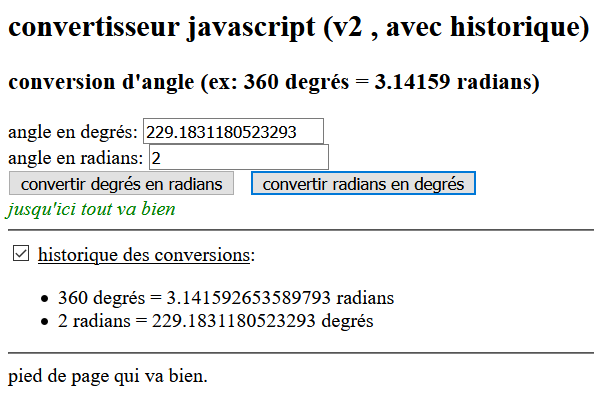 convertisseur javascript (v2 , avec historique)
conversion d'angle (ex: 360 degrés = 3.14159 radians)
angle en degrés: 229.1831180523293
angle en radians: 2
convertir degrés en radians convertir radians en degrés
jusqu'ici tout va bien
historique des conversions:
• 360 degrés = 3.141592653589793 radians
• 2 radians = 229.1831180523293 degrés
pied de page qui va bien.